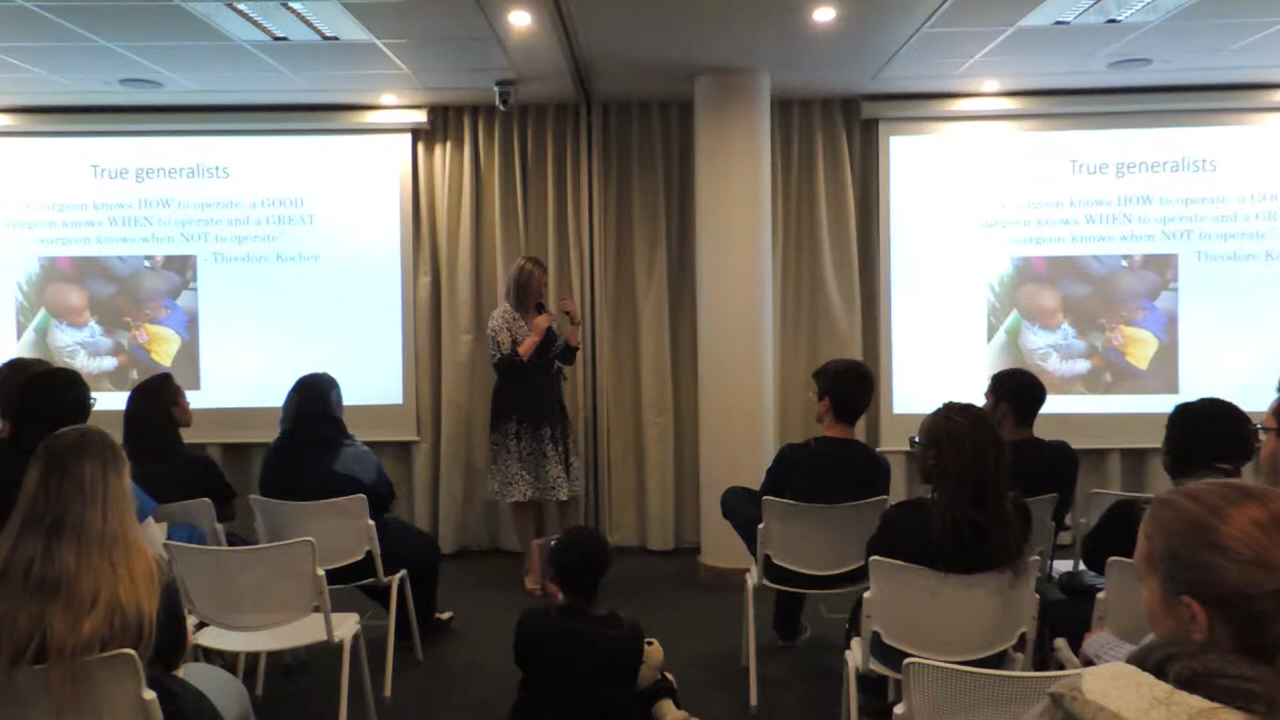 True generalists
surgeon knows HOW to operate, a GOOD
surgeon knows WHEN to operate and a GREAT
surgeon knows when NOT to operate"
- Theodore Kocher
True generalists
surgeon knows HOW to operate, a
surgeon knows WHEN to operate and a
surgeon knows when NOT to operate"
Theodore